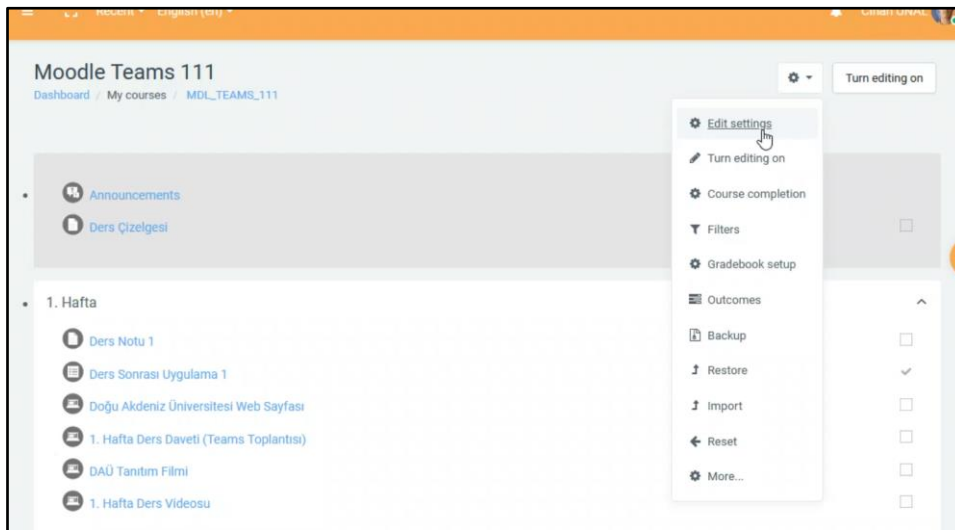 Recent English (en)
Cihan ÜNAL
Moodle Teams 111
Turn editing on
Dashboard / My courses / MDL_TEAMS_111
Edit settings
Turn editing on
Course completion
Filters
Gradebook setup
Outcomes
Backup
Restore
Import
Reset
More...
Announcements
Ders Çizelgesi
1. Hafta
Ders Notu 1
Ders Sonrası Uygulama 1
Doğu Akdeniz Üniversitesi Web Sayfası
1. Hafta Ders Daveti (Teams Toplantısı)
DAÜ Tanıtım Filmi
1. Hafta Ders Videosu